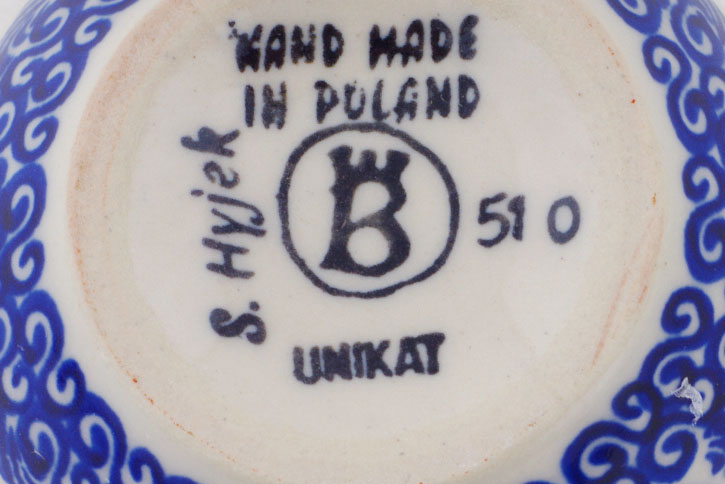 HAND MADE
IN POLAND
S. Hyjek
B
510
UNIKAT